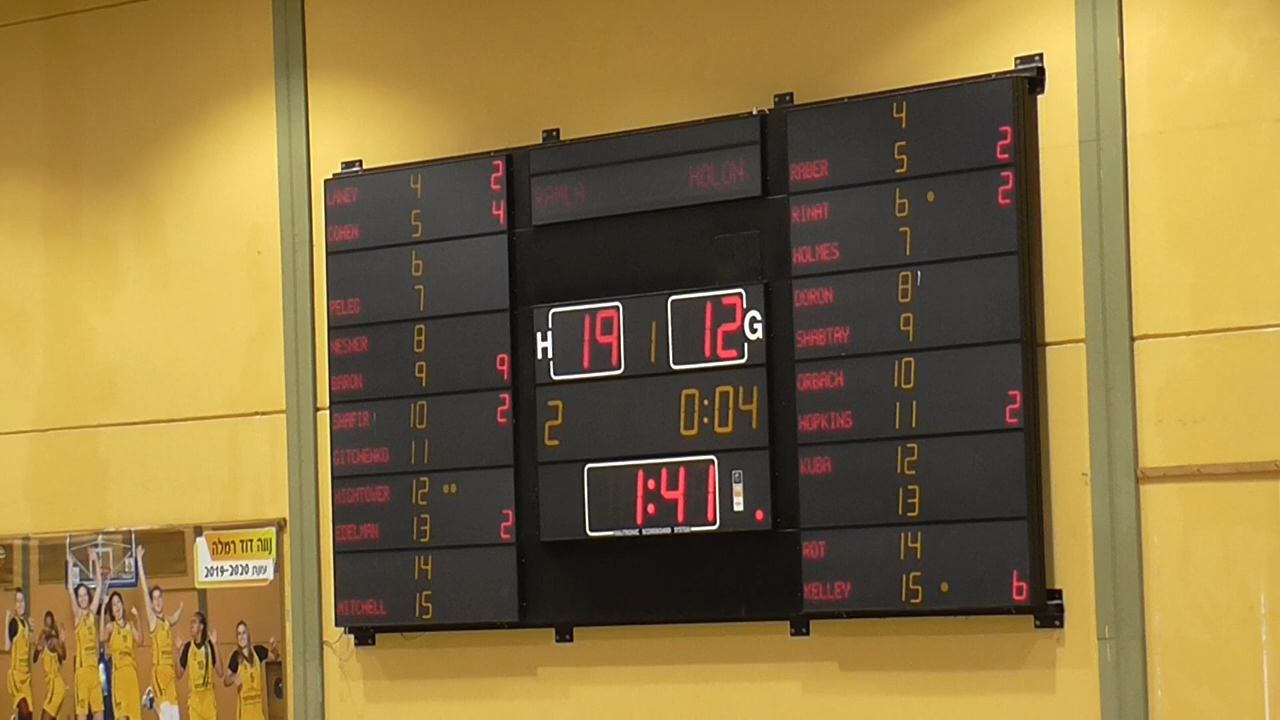 LANEY 4 2
COHEN 5 4
6
PELEG 7
MESHER 8
BARON 9 9
SHAFIR 10 2
GITCHENKO 11
HIGHTOWER 12
EDELMAN 13 2
14
MITCHELL 15
RAMLA HOLON
H 19 1 12 G
2 0:04
1:41
4
RABER 5 2
RINAT 6 2
HOLMES 7
DORON 8
SHABTAY 9
ORBACH 10
HOPKINS 11 2
KUBA 12
13
ROT 14
KELLEY 15 6
נווה דוד רמלה
עונת 2019-2020